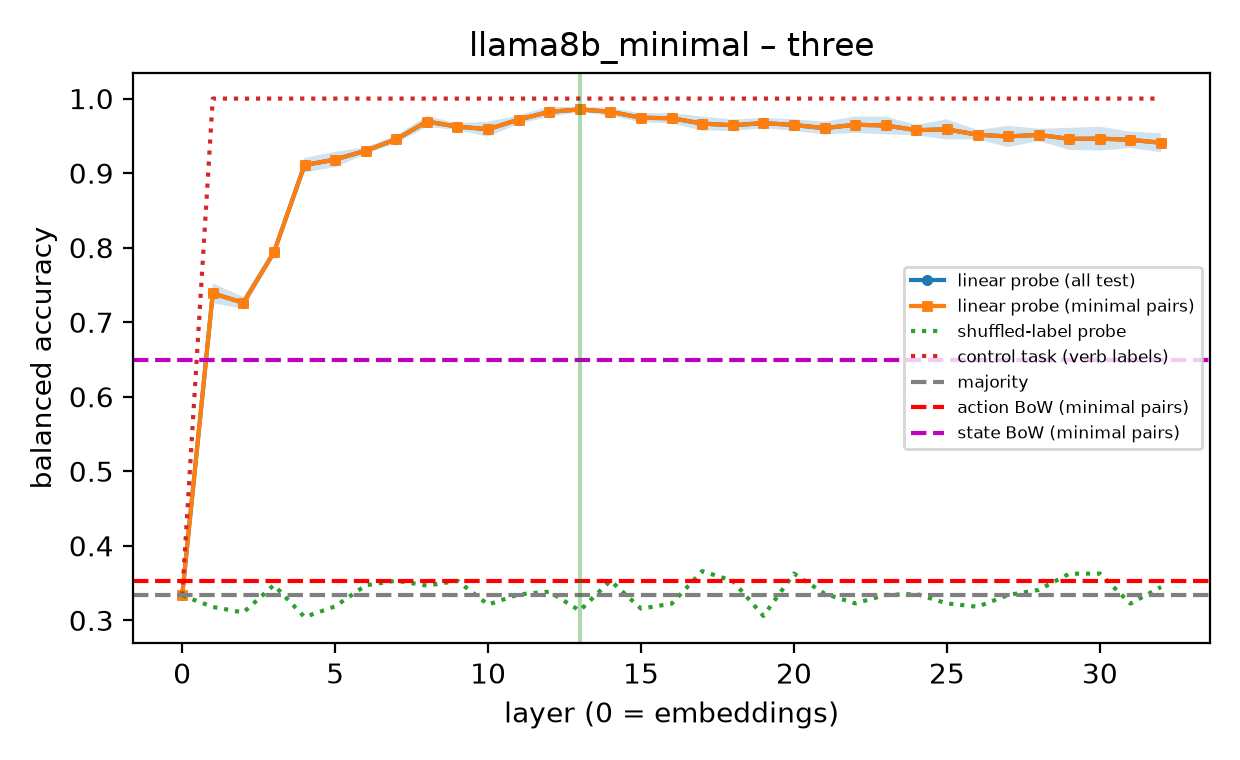 llama8b_minimal – three
balanced accuracy
1.0
0.9
0.8
0.7
0.6
0.5
0.4
0.3
linear probe (all test)
linear probe (minimal pairs)
shuffled-label probe
control task (verb labels)
majority
action BoW (minimal pairs)
state BoW (minimal pairs)
0 5 10 15 20 25 30
layer (0 = embeddings)